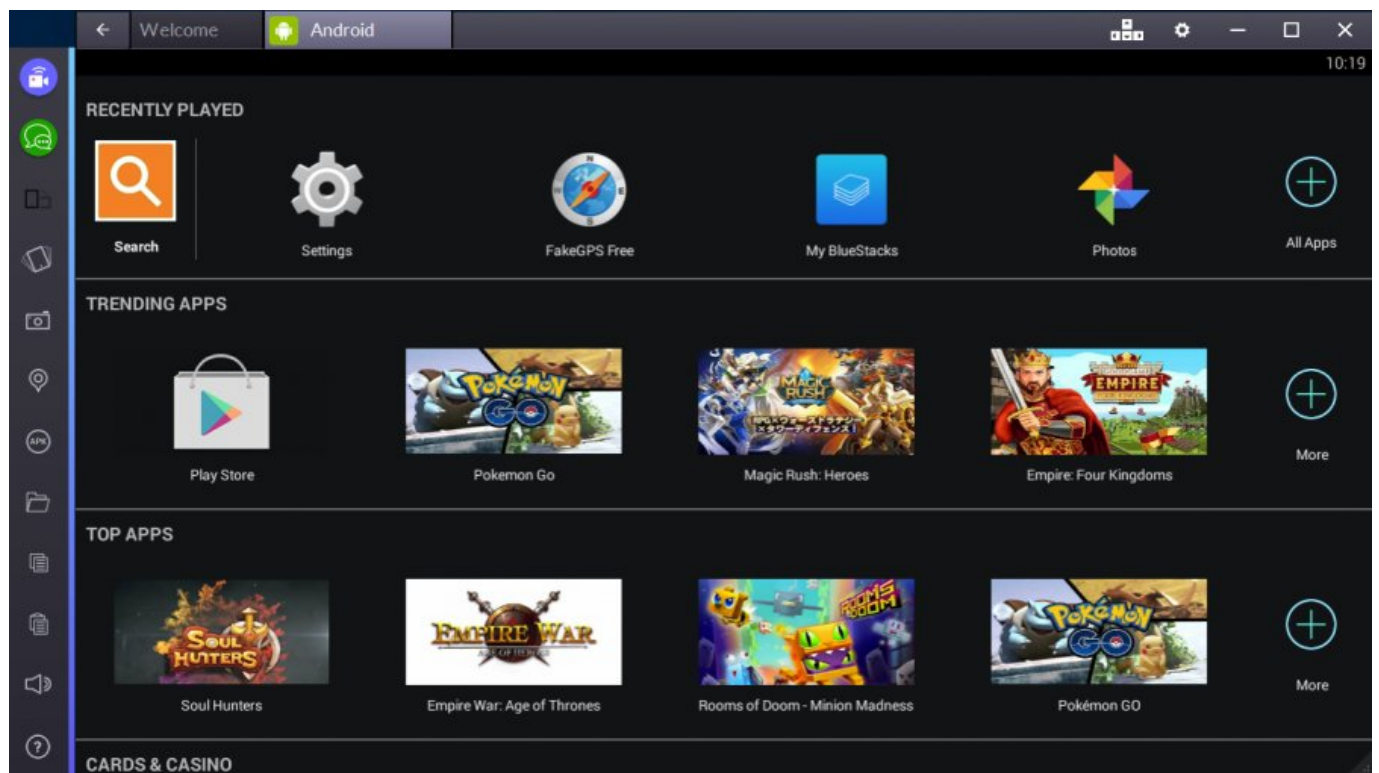 Welcome
Android
10:19
RECENTLY PLAYED
Search
Settings
FakeGPS Free
My BlueStacks
Photos
All Apps
TRENDING APPS
POKÉMON
GO
MAGIC
RUSH
EMPIRE
Play Store
Pokemon Go
Magic Rush: Heroes
Empire: Four Kingdoms
More
APK
TOP APPS
SOUL
HUNTERS
EMPIRE WAR
ROOMS
OF DOOM
POKÉMON
GO
Soul Hunters
Empire War: Age of Thrones
Rooms of Doom - Minion Madness
Pokémon GO
More
CARDS & CASINO